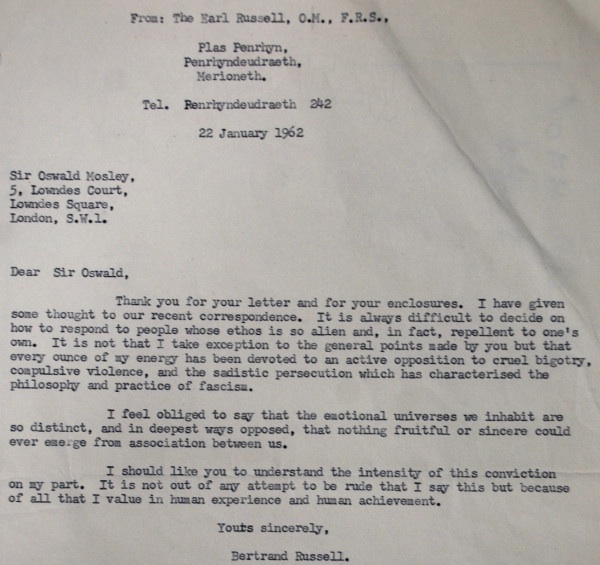 From: The Earl Russell, O.M., F.R.S.,
Plas Penrhyn,
Penrhyndeudraeth,
Merioneth.
Tel. Penrhyndeudraeth 242
22 January 1962
Sir Oswald Mosley,
5, Lowndes Court,
Lowndes Square,
London, S.W.1.
Dear Sir Oswald,
Thank you for your letter and for your enclosures. I have given
some thought to our recent correspondence. It is always difficult to decide on
how to respond to people whose ethos is so alien and, in fact, repellent to one's
own. It is not that I take exception to the general points made by you but that
every ounce of my energy has been devoted to an active opposition to cruel bigotry,
compulsive violence, and the sadistic persecution which has characterised the
philosophy and practice of fascism.
I feel obliged to say that the emotional universes we inhabit are
so distinct, and in deepest ways opposed, that nothing fruitful or sincere could
ever emerge from association between us.
I should like you to understand the intensity of this conviction
on my part. It is not out of any attempt to be rude that I say this but because
of all that I value in human experience and human achievement.
Yours sincerely,
Bertrand Russell.